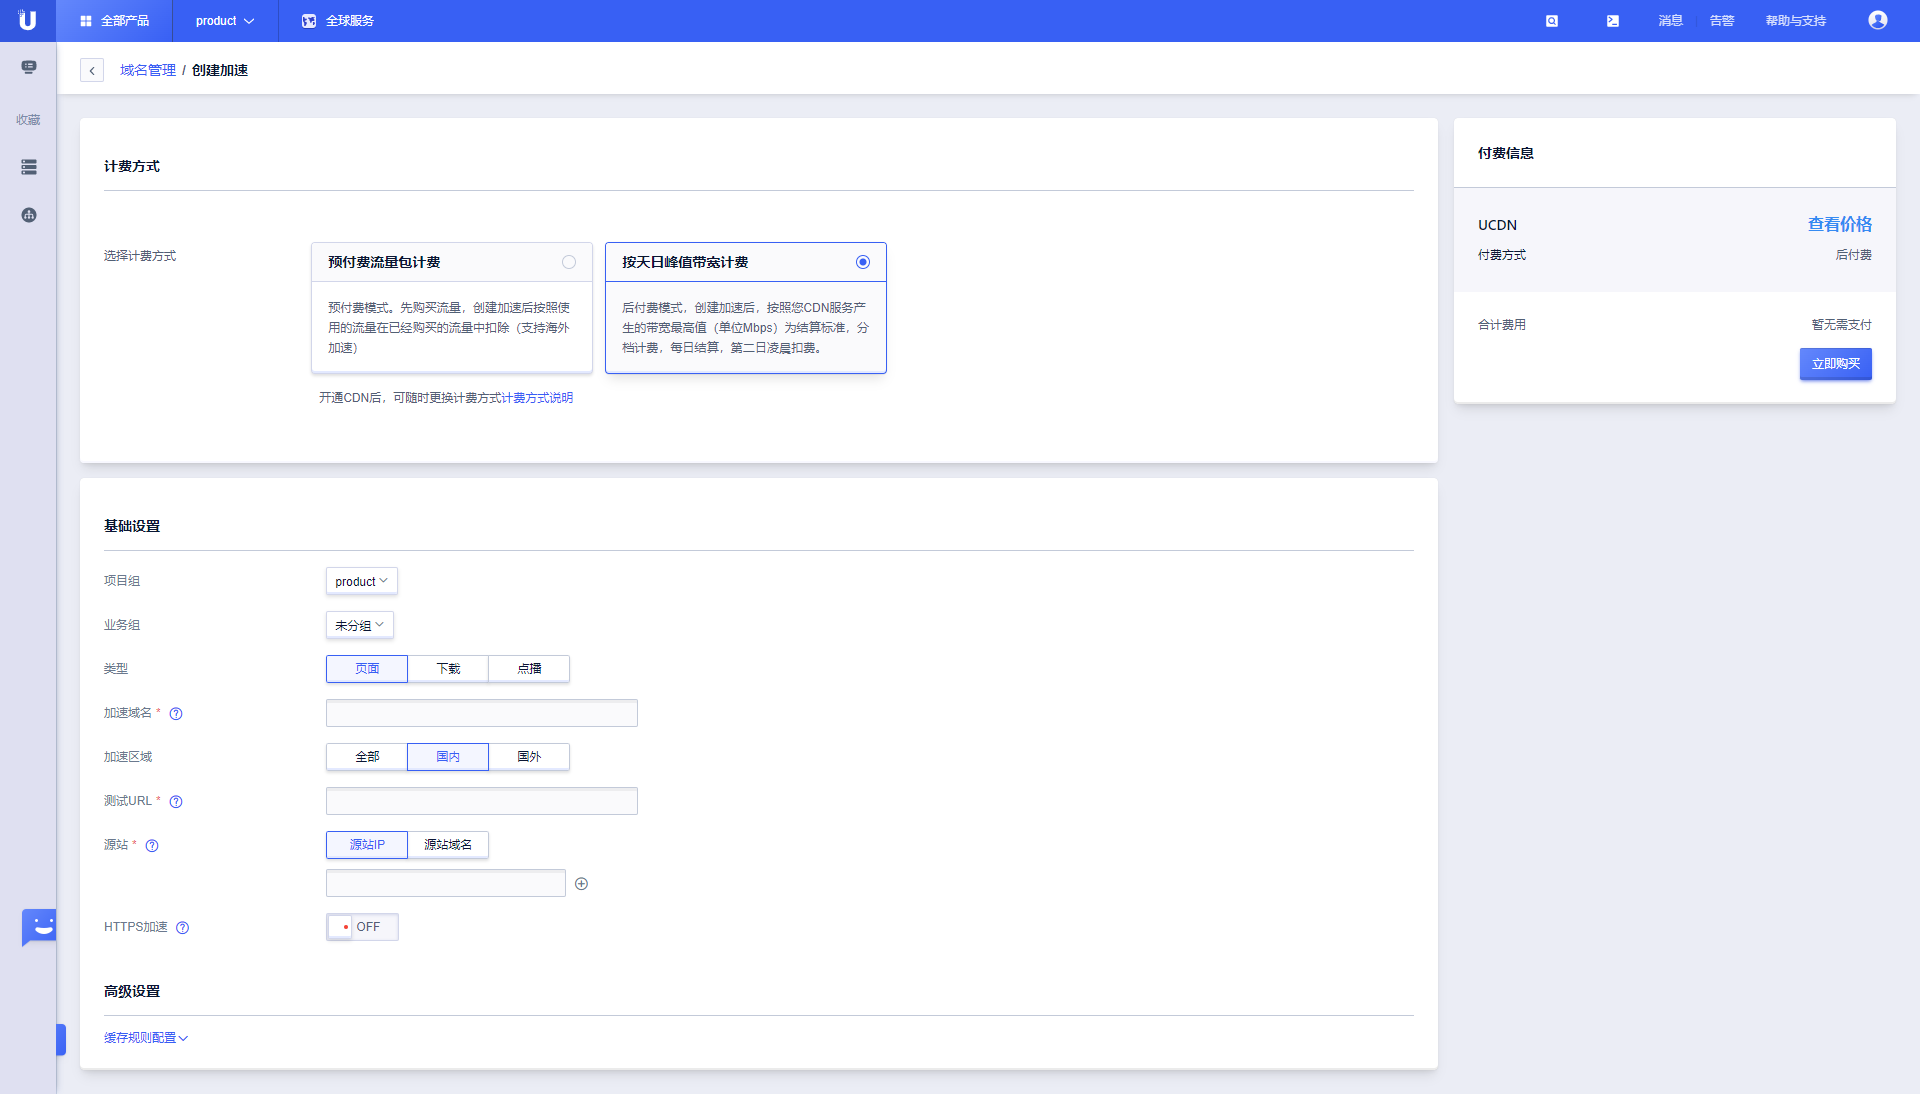 全部产品
product
全球服务
消息
告警
帮助与支持
收藏
域名管理 / 创建加速
计费方式
选择计费方式
预付费流量包计费
预付费模式。先购买流量，创建加速后按照使
用的流量在已经购买的流量中扣除（支持海外
加速）
按天日峰值带宽计费
后付费模式，创建加速后，按照您CDN服务产
生的带宽最高值（单位Mbps）为结算标准，分
档计费，每日结算，第二日凌晨扣费。
开通CDN后，可随时更换计费方式计费方式说明
基础设置
项目组
product
业务组
未分组
类型
页面
下载
点播
加速域名 *
加速区域
全部
国内
国外
测试URL *
源站 *
源站IP
源站域名
HTTPS加速
OFF
高级设置
缓存规则配置
付费信息
UCDN
查看价格
付费方式
后付费
合计费用
暂无需支付
立即购买